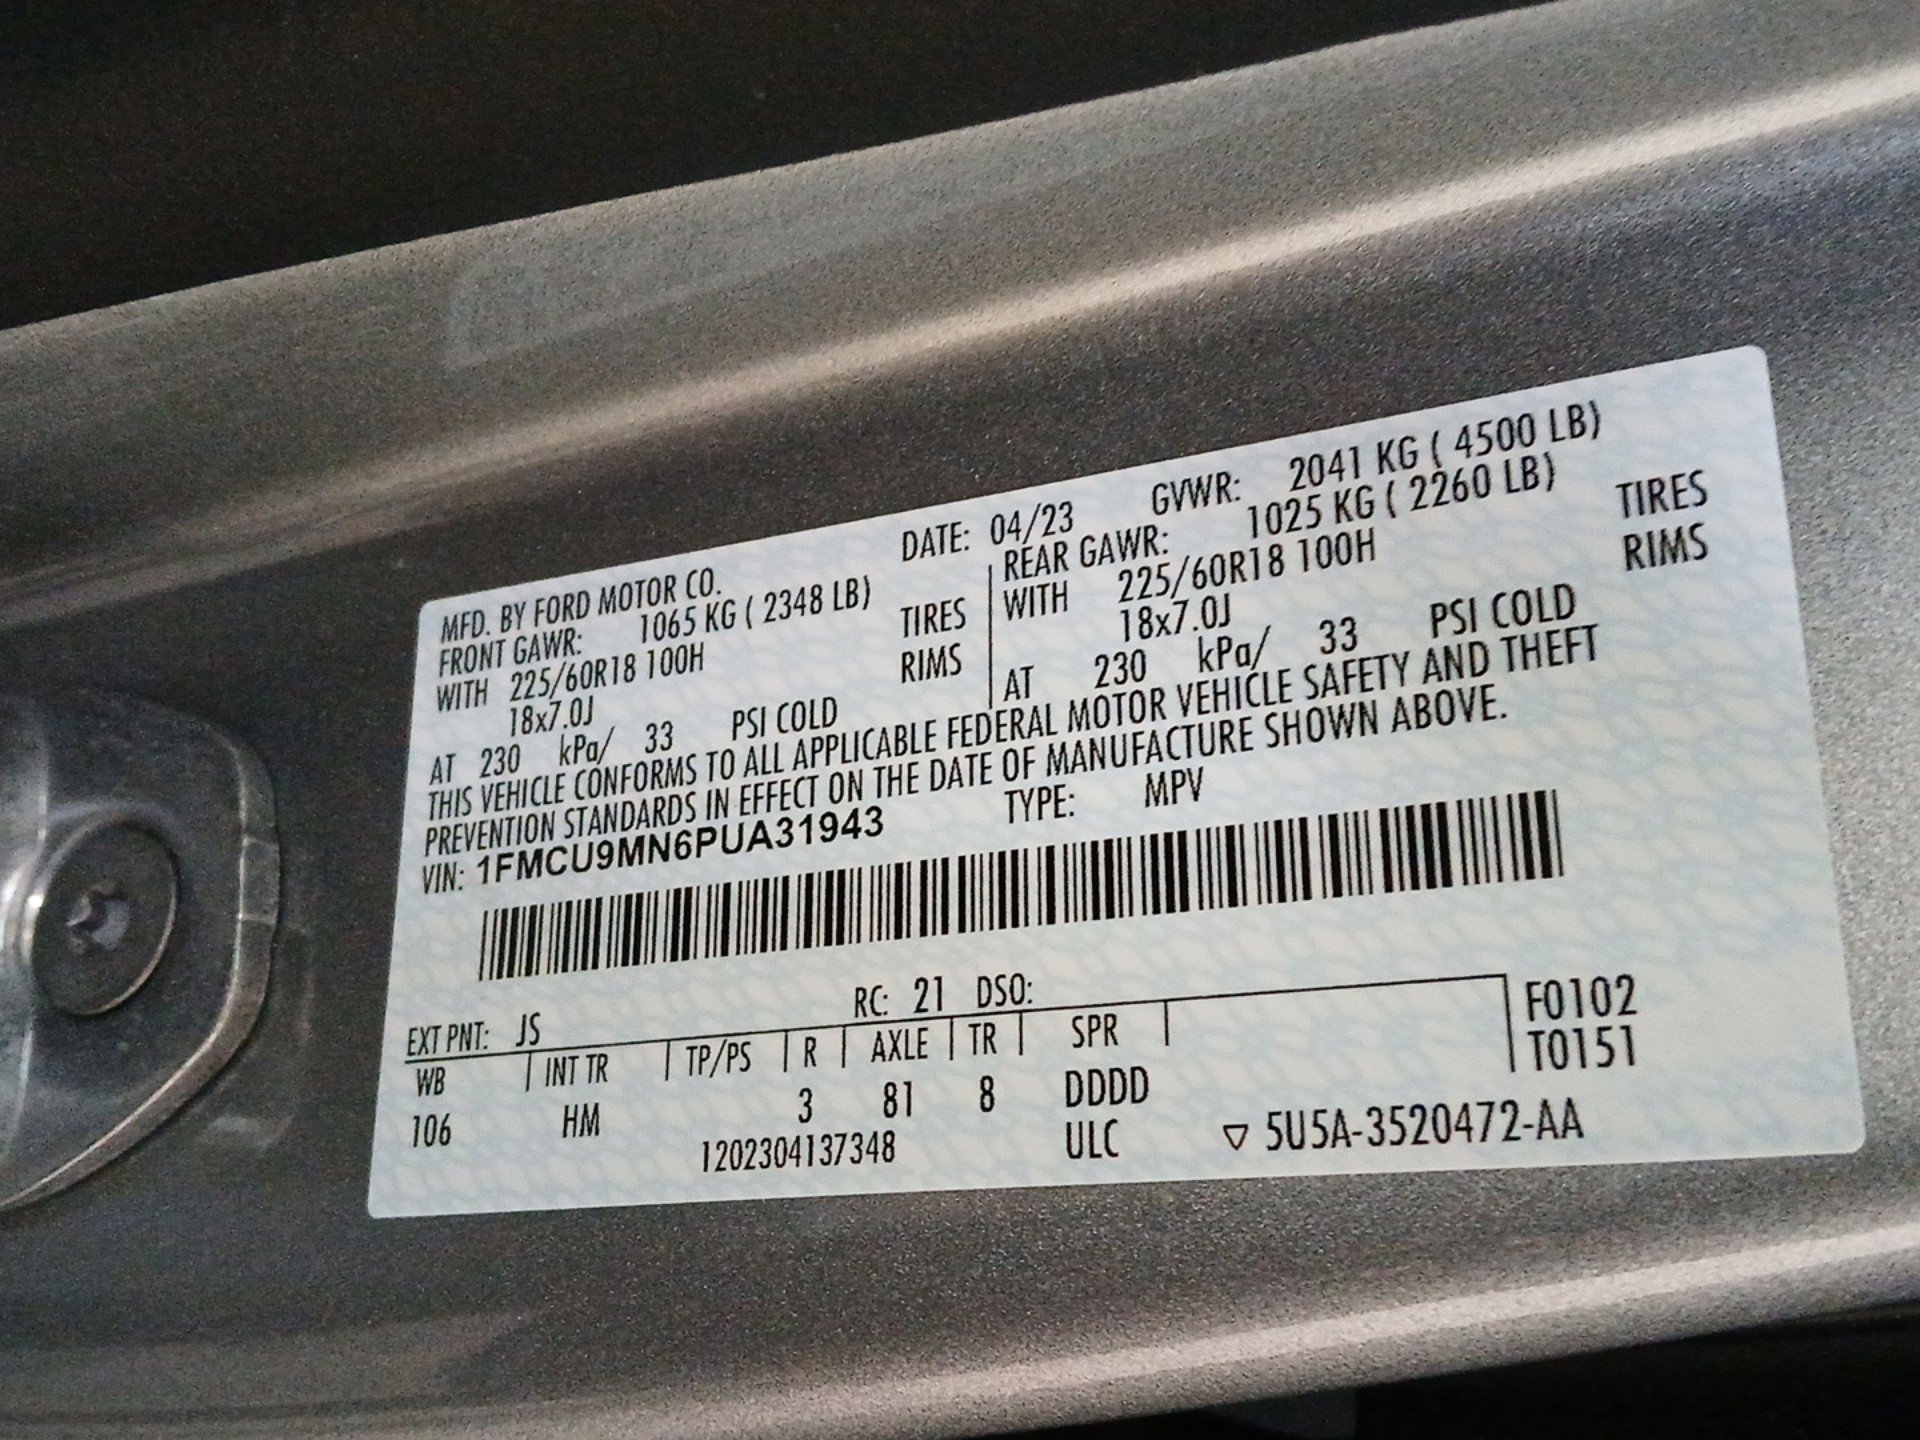 MFD. BY FORD MOTOR CO. DATE: 04/23 GVWR: 2041 KG ( 4500 LB)
FRONT GAWR: 1065 KG ( 2348 LB) REAR GAWR: 1025 KG ( 2260 LB)
WITH 225/60R18 100H TIRES WITH 225/60R18 100H TIRES
18x7.0J RIMS 18x7.0J RIMS
AT 230 kPa/ 33 PSI COLD AT 230 kPa/ 33 PSI COLD
THIS VEHICLE CONFORMS TO ALL APPLICABLE FEDERAL MOTOR VEHICLE SAFETY AND THEFT
PREVENTION STANDARDS IN EFFECT ON THE DATE OF MANUFACTURE SHOWN ABOVE.
VIN: 1FMCU9MN6PUA31943 TYPE: MPV
EXT PNT: JS RC: 21 DSO: F0102
WB INT TR TP/PS R AXLE TR SPR T0151
106 HM 3 81 8 DDDD
1202304137348 ULC ▽ 5U5A-3520472-AA